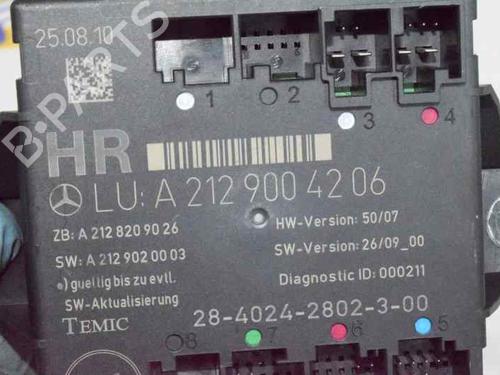 25.08.10
1
2
3
4
HR
LU: A 212 900 42 06
ZB: A 212 820 90 26
HW-Version: 50/07
SW: A 212 902 00 03
SW-Version: 26/09_00
•) gueltig bis zu evll.
Diagnostic ID: 000211
SW-Aktualisierung
TEMIC
28-4024-2802-3-00
8
7
6
5
B-PARTS